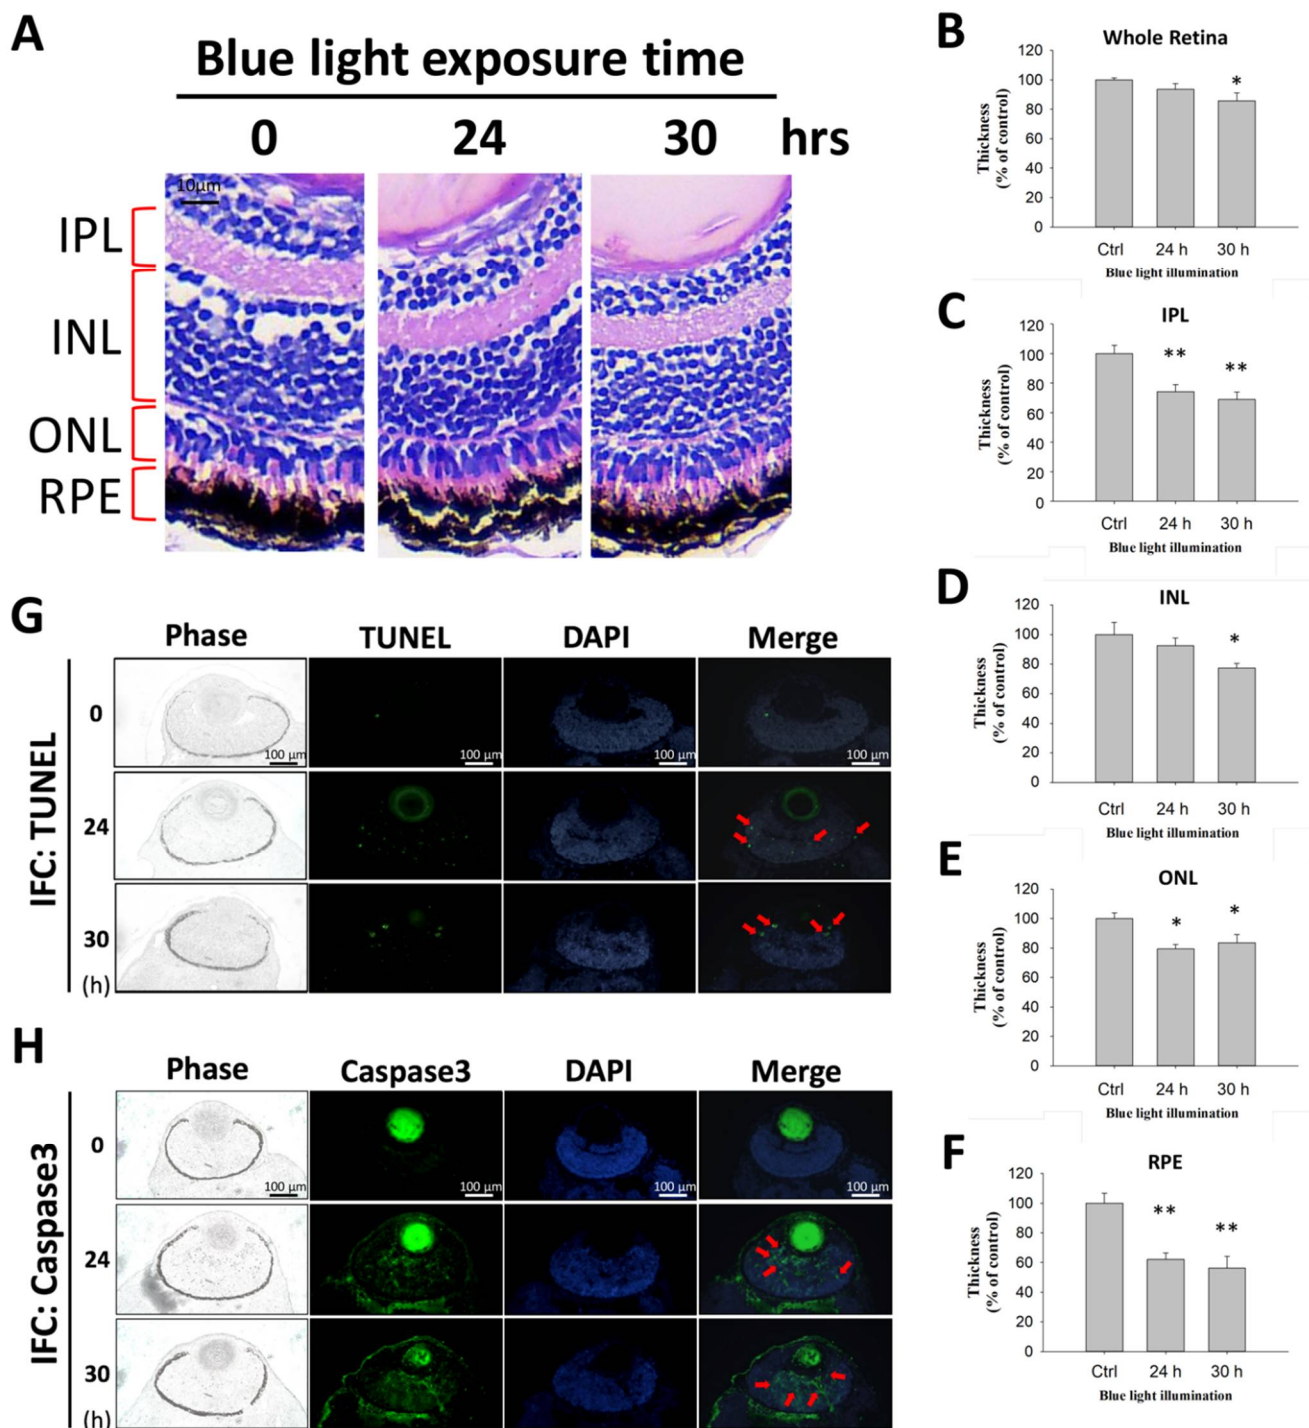 A
Blue light exposure time
0 24 30 hrs
10μm
IPL
INL
ONL
RPE
B
Whole Retina
120
100
80
60
40
20
0
Thickness
(% of control)
*
Ctrl 24 h 30 h
Blue light illumination
C
IPL
120
100
80
60
40
20
0
Thickness
(% of control)
** **
Ctrl 24 h 30 h
Blue light illumination
D
INL
120
100
80
60
40
20
0
Thickness
(% of control)
*
Ctrl 24 h 30 h
Blue light illumination
E
ONL
120
100
80
60
40
20
0
Thickness
(% of control)
* *
Ctrl 24 h 30 h
Blue light illumination
F
RPE
120
100
80
60
40
20
0
Thickness
(% of control)
** **
Ctrl 24 h 30 h
Blue light illumination
G
Phase TUNEL DAPI Merge
IFC: TUNEL
0
100 μm 100 μm 100 μm 100 μm
24
30
(h)
H
Phase Caspase3 DAPI Merge
IFC: Caspase3
0
100 μm 100 μm 100 μm 100 μm
24
30
(h)